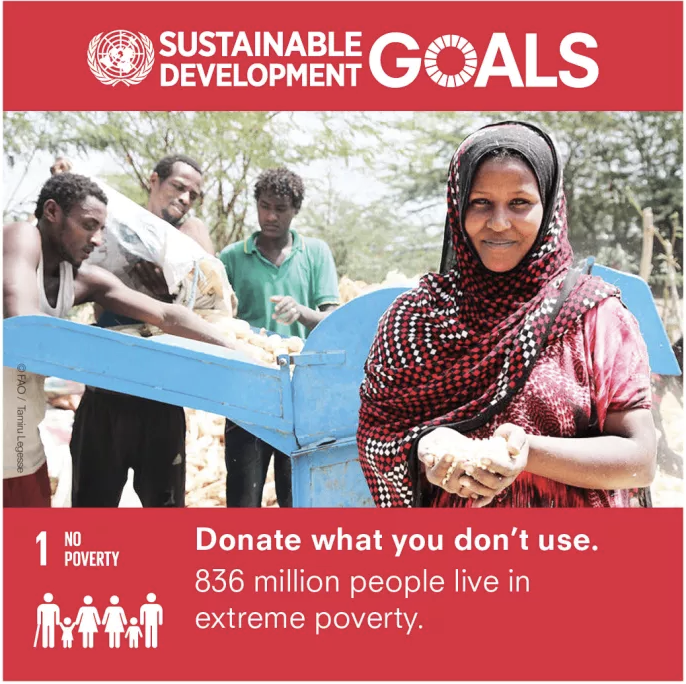 SUSTAINABLE
DEVELOPMENT
GOALS
© FAO / Tamiru Legesse
1 NO
POVERTY
Donate what you don't use.
836 million people live in
extreme poverty.